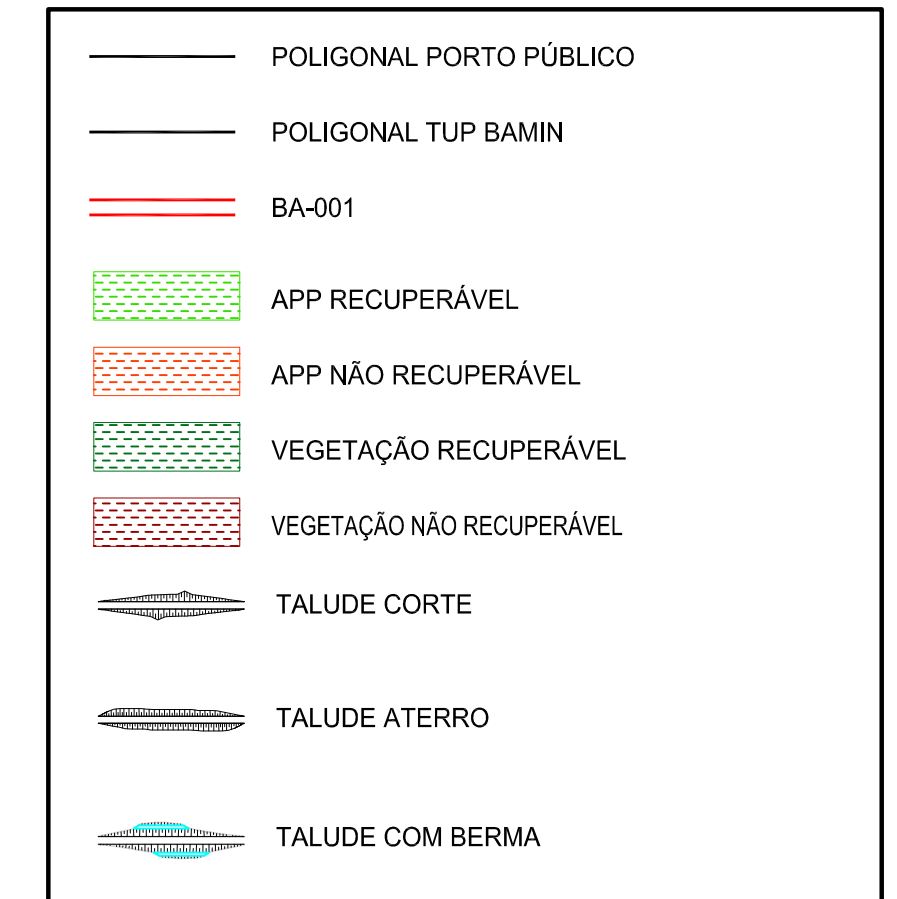 POLIGONAL PORTO PÚBLICO
POLIGONAL TUP BAMIN
BA-001
APP RECUPERÁVEL
APP NÃO RECUPERÁVEL
VEGETAÇÃO RECUPERÁVEL
VEGETAÇÃO NÃO RECUPERÁVEL
TALUDE CORTE
TALUDE ATERRO
TALUDE COM BERMA